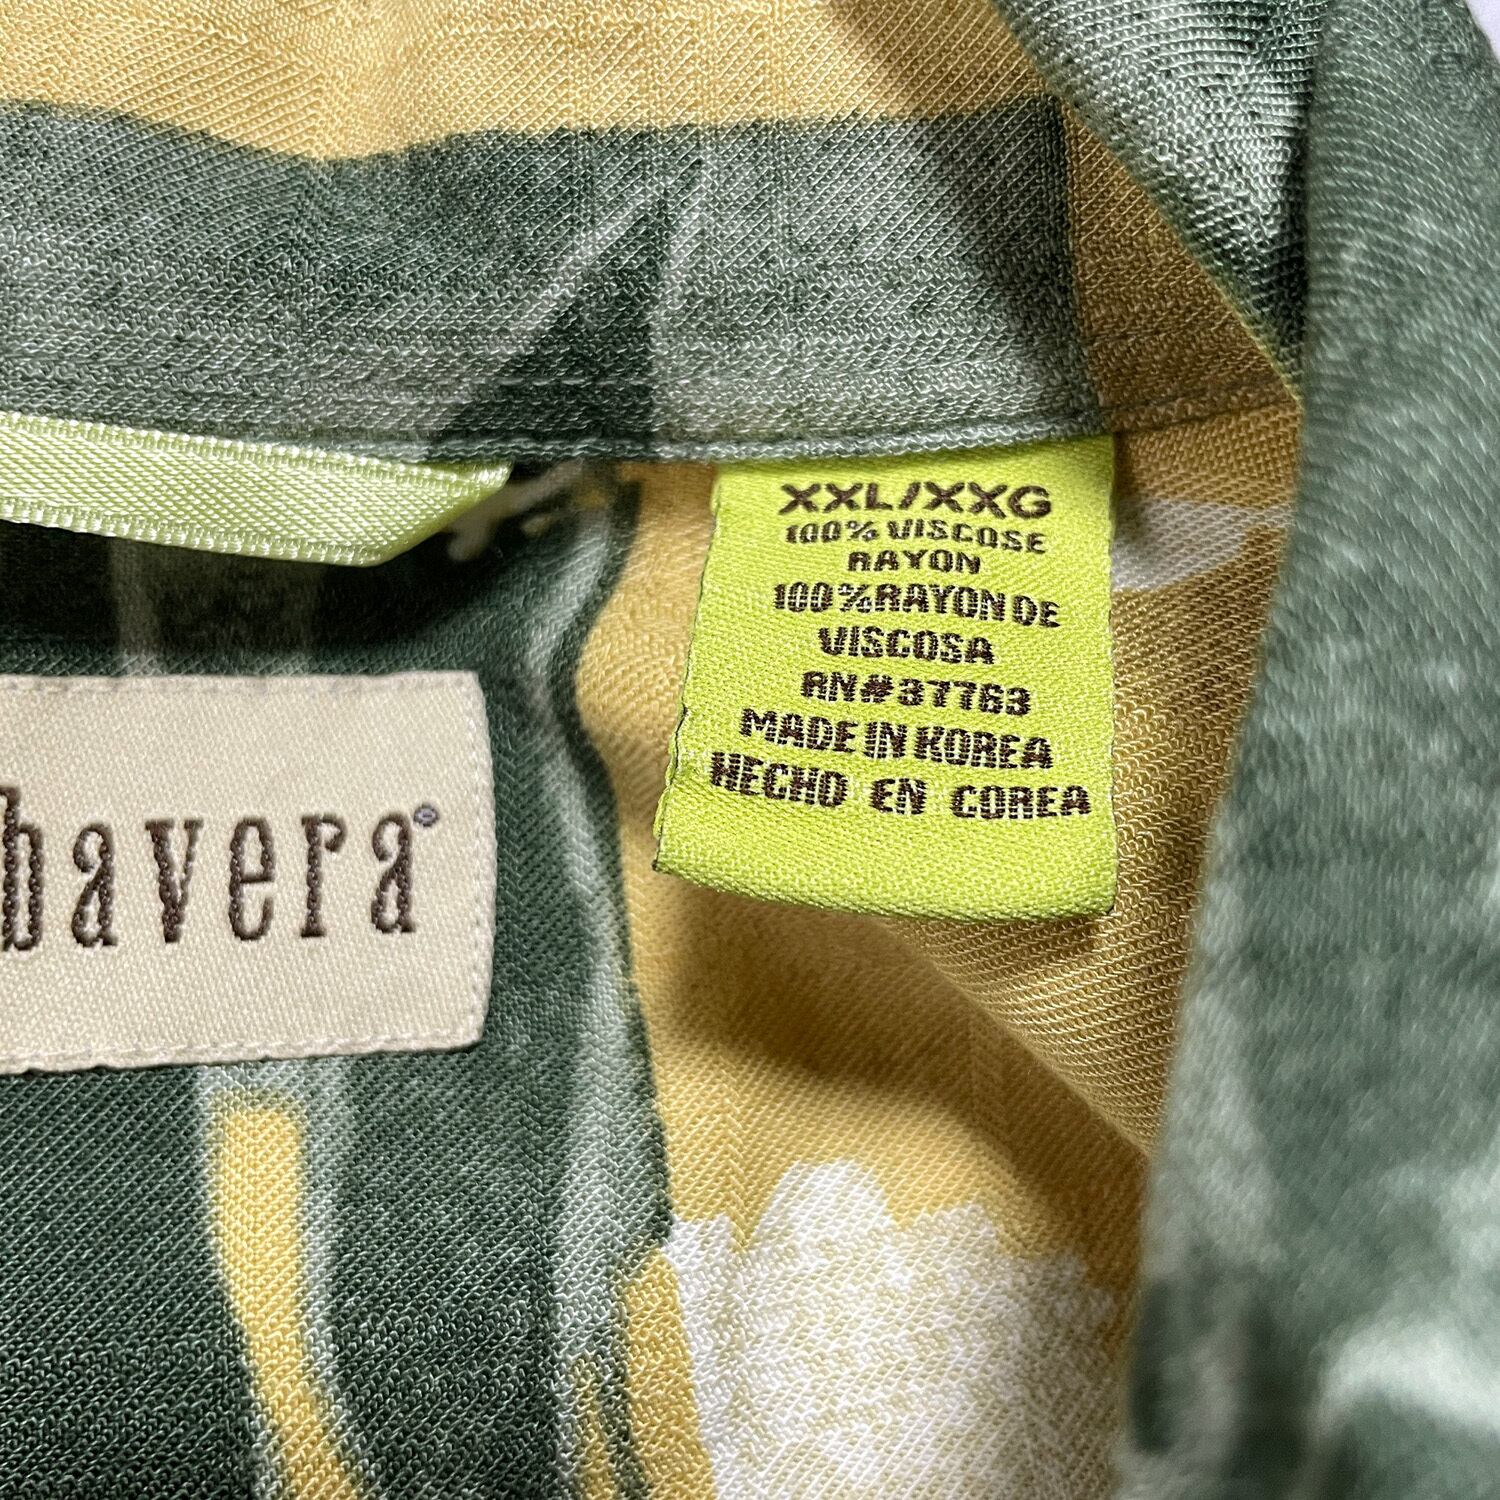 XXL/XXG
100% VISCOSE
RAYON
100%RAYON DE
VISCOSA
RN#37763
MADE IN KOREA
HECHO EN COREA
bavera®